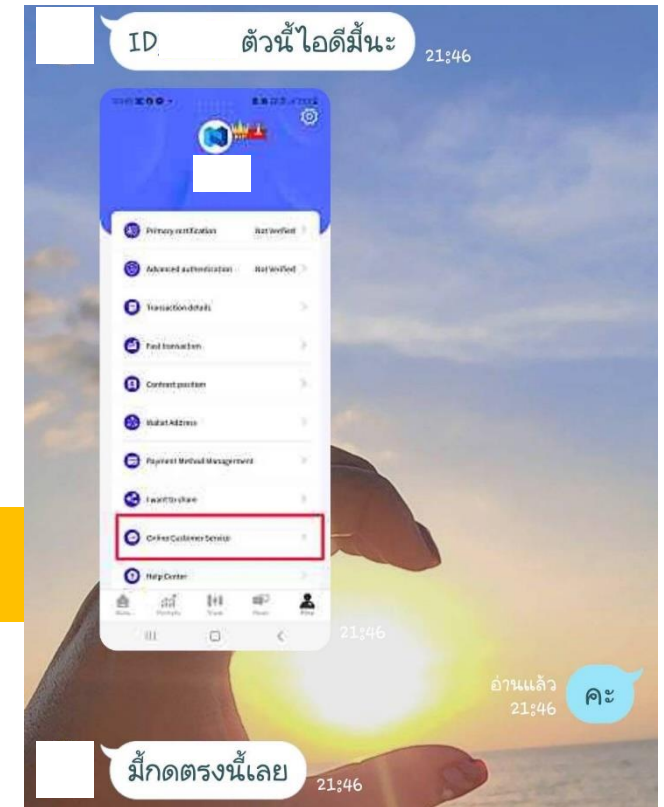 ID ตัวนี้ไอดีมี้นะ
21:46
Primary certification Not Verified
Advanced authentication Not Verified
Transaction details
Fast transaction
Contract position
Wallet Address
Payment Method Management
I want to share
Online Customer Service
Help Center
21:46
อ่านแล้ว
21:46
คะ
มี้กดตรงนี้เลย
21:46